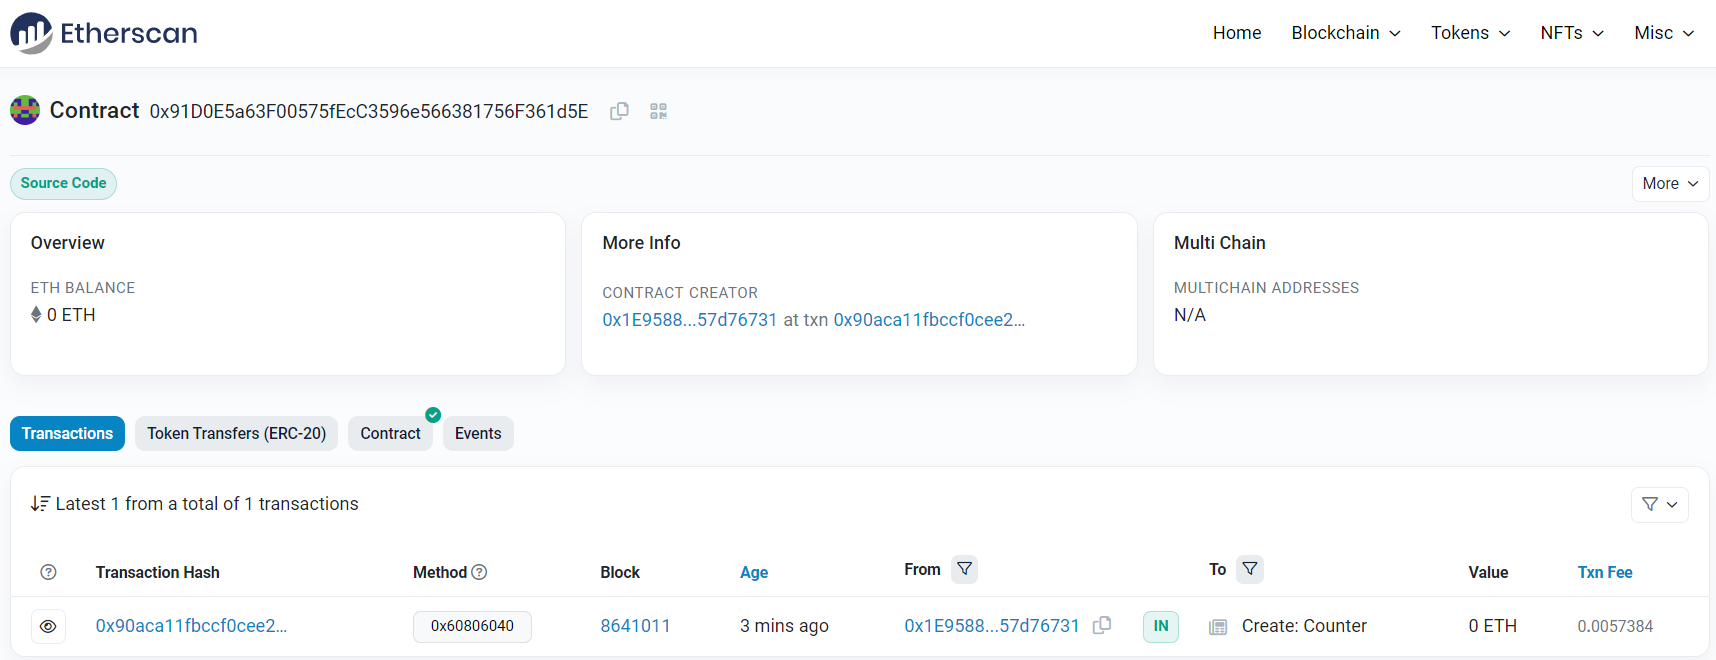 Etherscan
Home Blockchain Tokens NFTs Misc
Contract 0x91D0E5a63F00575fEcC3596e566381756F361d5E
Source Code
More
Overview
ETH BALANCE
0 ETH
More Info
CONTRACT CREATOR
0x1E9588...57d76731 at txn 0x90aca11fbccf0cee2...
Multi Chain
MULTICHAIN ADDRESSES
N/A
Transactions Token Transfers (ERC-20) Contract Events
Latest 1 from a total of 1 transactions
Transaction Hash Method Block Age From To Value Txn Fee
0x90aca11fbccf0cee2... 0x60806040 8641011 3 mins ago 0x1E9588...57d76731 IN Create: Counter 0 ETH 0.0057384